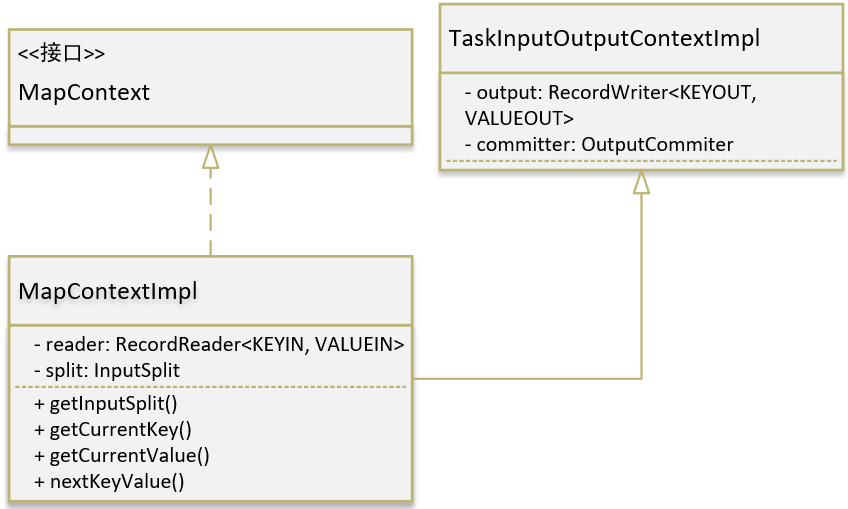 <<接口>>
MapContext
TaskInputOutputContextImpl
- output: RecordWriter<KEYOUT,
VALUEOUT>
- committer: OutputCommiter
MapContextImpl
- reader: RecordReader<KEYIN, VALUEIN>
- split: InputSplit
+ getInputSplit()
+ getCurrentKey()
+ getCurrentValue()
+ nextKeyValue()